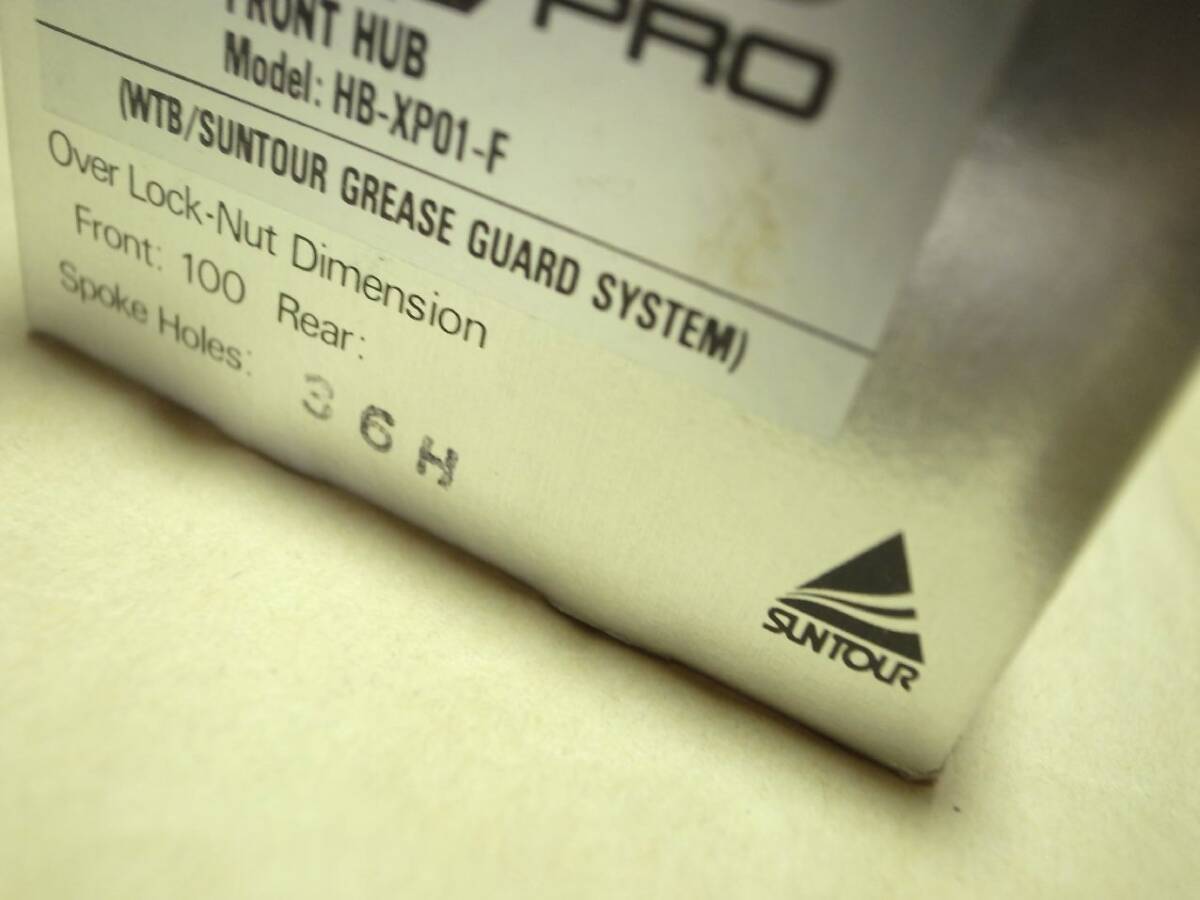 PRO
FRONT HUB
Model: HB-XP01-F
(WTB/SUNTOUR GREASE GUARD SYSTEM)
Over Lock-Nut Dimension
Front: 100 Rear:
Spoke Holes: 36H
SUNTOUR